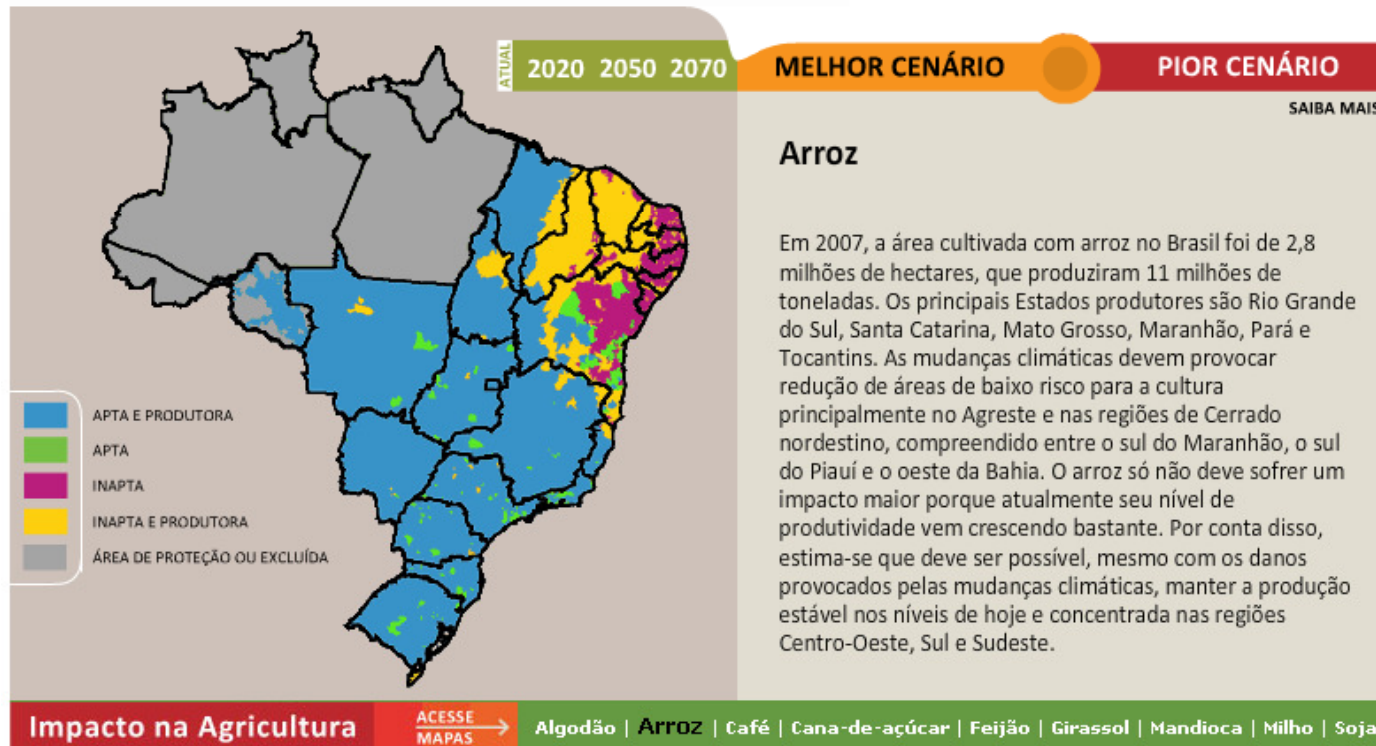 ATUAL
2020 2050 2070
MELHOR CENÁRIO
PIOR CENÁRIO
SAIBA MAIS
Arroz
Em 2007, a área cultivada com arroz no Brasil foi de 2,8
milhões de hectares, que produziram 11 milhões de
toneladas. Os principais Estados produtores são Rio Grande
do Sul, Santa Catarina, Mato Grosso, Maranhão, Pará e
Tocantins. As mudanças climáticas devem provocar
redução de áreas de baixo risco para a cultura
principalmente no Agreste e nas regiões de Cerrado
nordestino, compreendido entre o sul do Maranhão, o sul
do Piauí e o oeste da Bahia. O arroz só não deve sofrer um
impacto maior porque atualmente seu nível de
produtividade vem crescendo bastante. Por conta disso,
estima-se que deve ser possível, mesmo com os danos
provocados pelas mudanças climáticas, manter a produção
estável nos níveis de hoje e concentrada nas regiões
Centro-Oeste, Sul e Sudeste.
APTA E PRODUTORA
APTA
INAPTA
INAPTA E PRODUTORA
ÁREA DE PROTEÇÃO OU EXCLUÍDA
Impacto na Agricultura
ACESSE
MAPAS
Algodão | Arroz | Café | Cana-de-açúcar | Feijão | Girassol | Mandioca | Milho | Soja